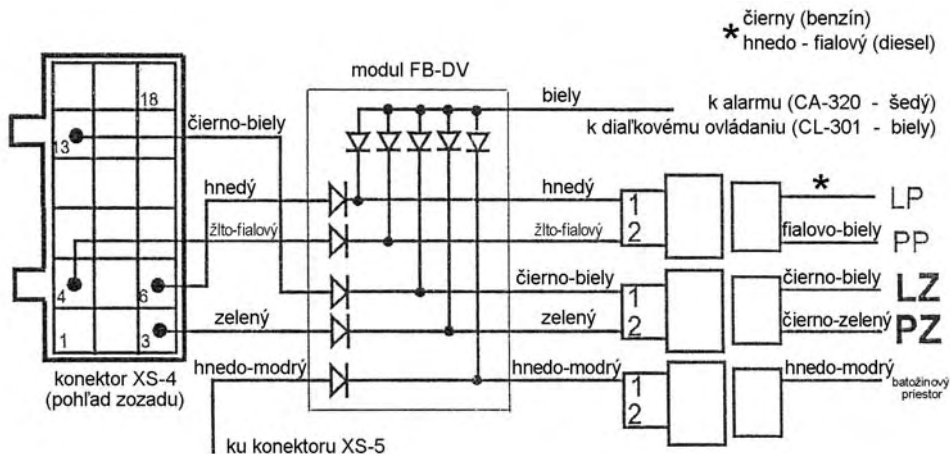 * čierny (benzín)
hnedo - fialový (diesel)
modul FB-DV
biely
k alarmu (CA-320 - šedý)
k diaľkovému ovládaniu (CL-301 - biely)
18
13
čierno-biely
hnedý
hnedý
1
*
LP
žlto-fialový
žlto-fialový
2
fialovo-biely
PP
4
6
čierno-biely
1
čierno-biely
LZ
1
3
zelený
zelený
2
čierno-zelený
PZ
konektor XS-4
(pohľad zozadu)
hnedo-modrý
hnedo-modrý
1
2
hnedo-modrý
batožinový
priestor
ku konektoru XS-5